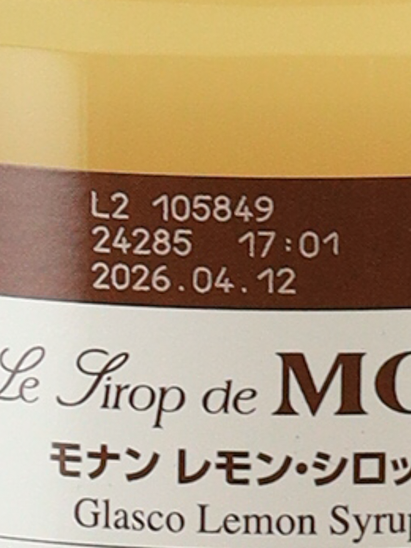 L2 105849
24285 17:01
2026.04.12
Le Sirop de MO
モナン レモン・シロッ
Glasco Lemon Syrup